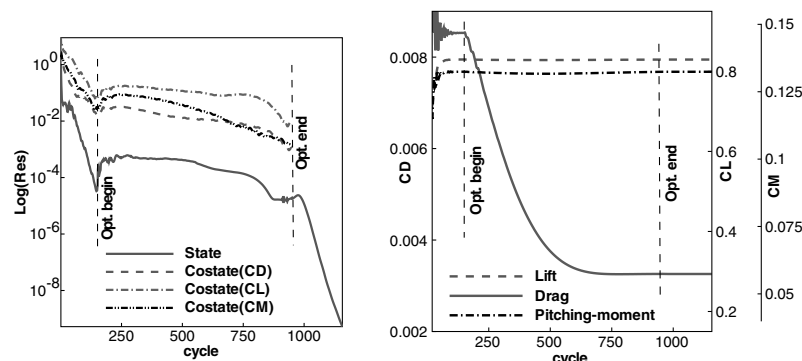 Log(Res)
10^0
10^-2
10^-4
10^-6
10^-8
Opt. begin
Opt. end
State
Costate(CD)
Costate(CL)
Costate(CM)
250 500 750 1000
cycle
CD
0.008
0.006
0.004
0.002
Opt. begin
Opt. end
Lift
Drag
Pitching-moment
250 500 750 1000
cycle
CL
0.8
0.6
0.4
0.2
CM
0.15
0.125
0.1
0.075
0.05